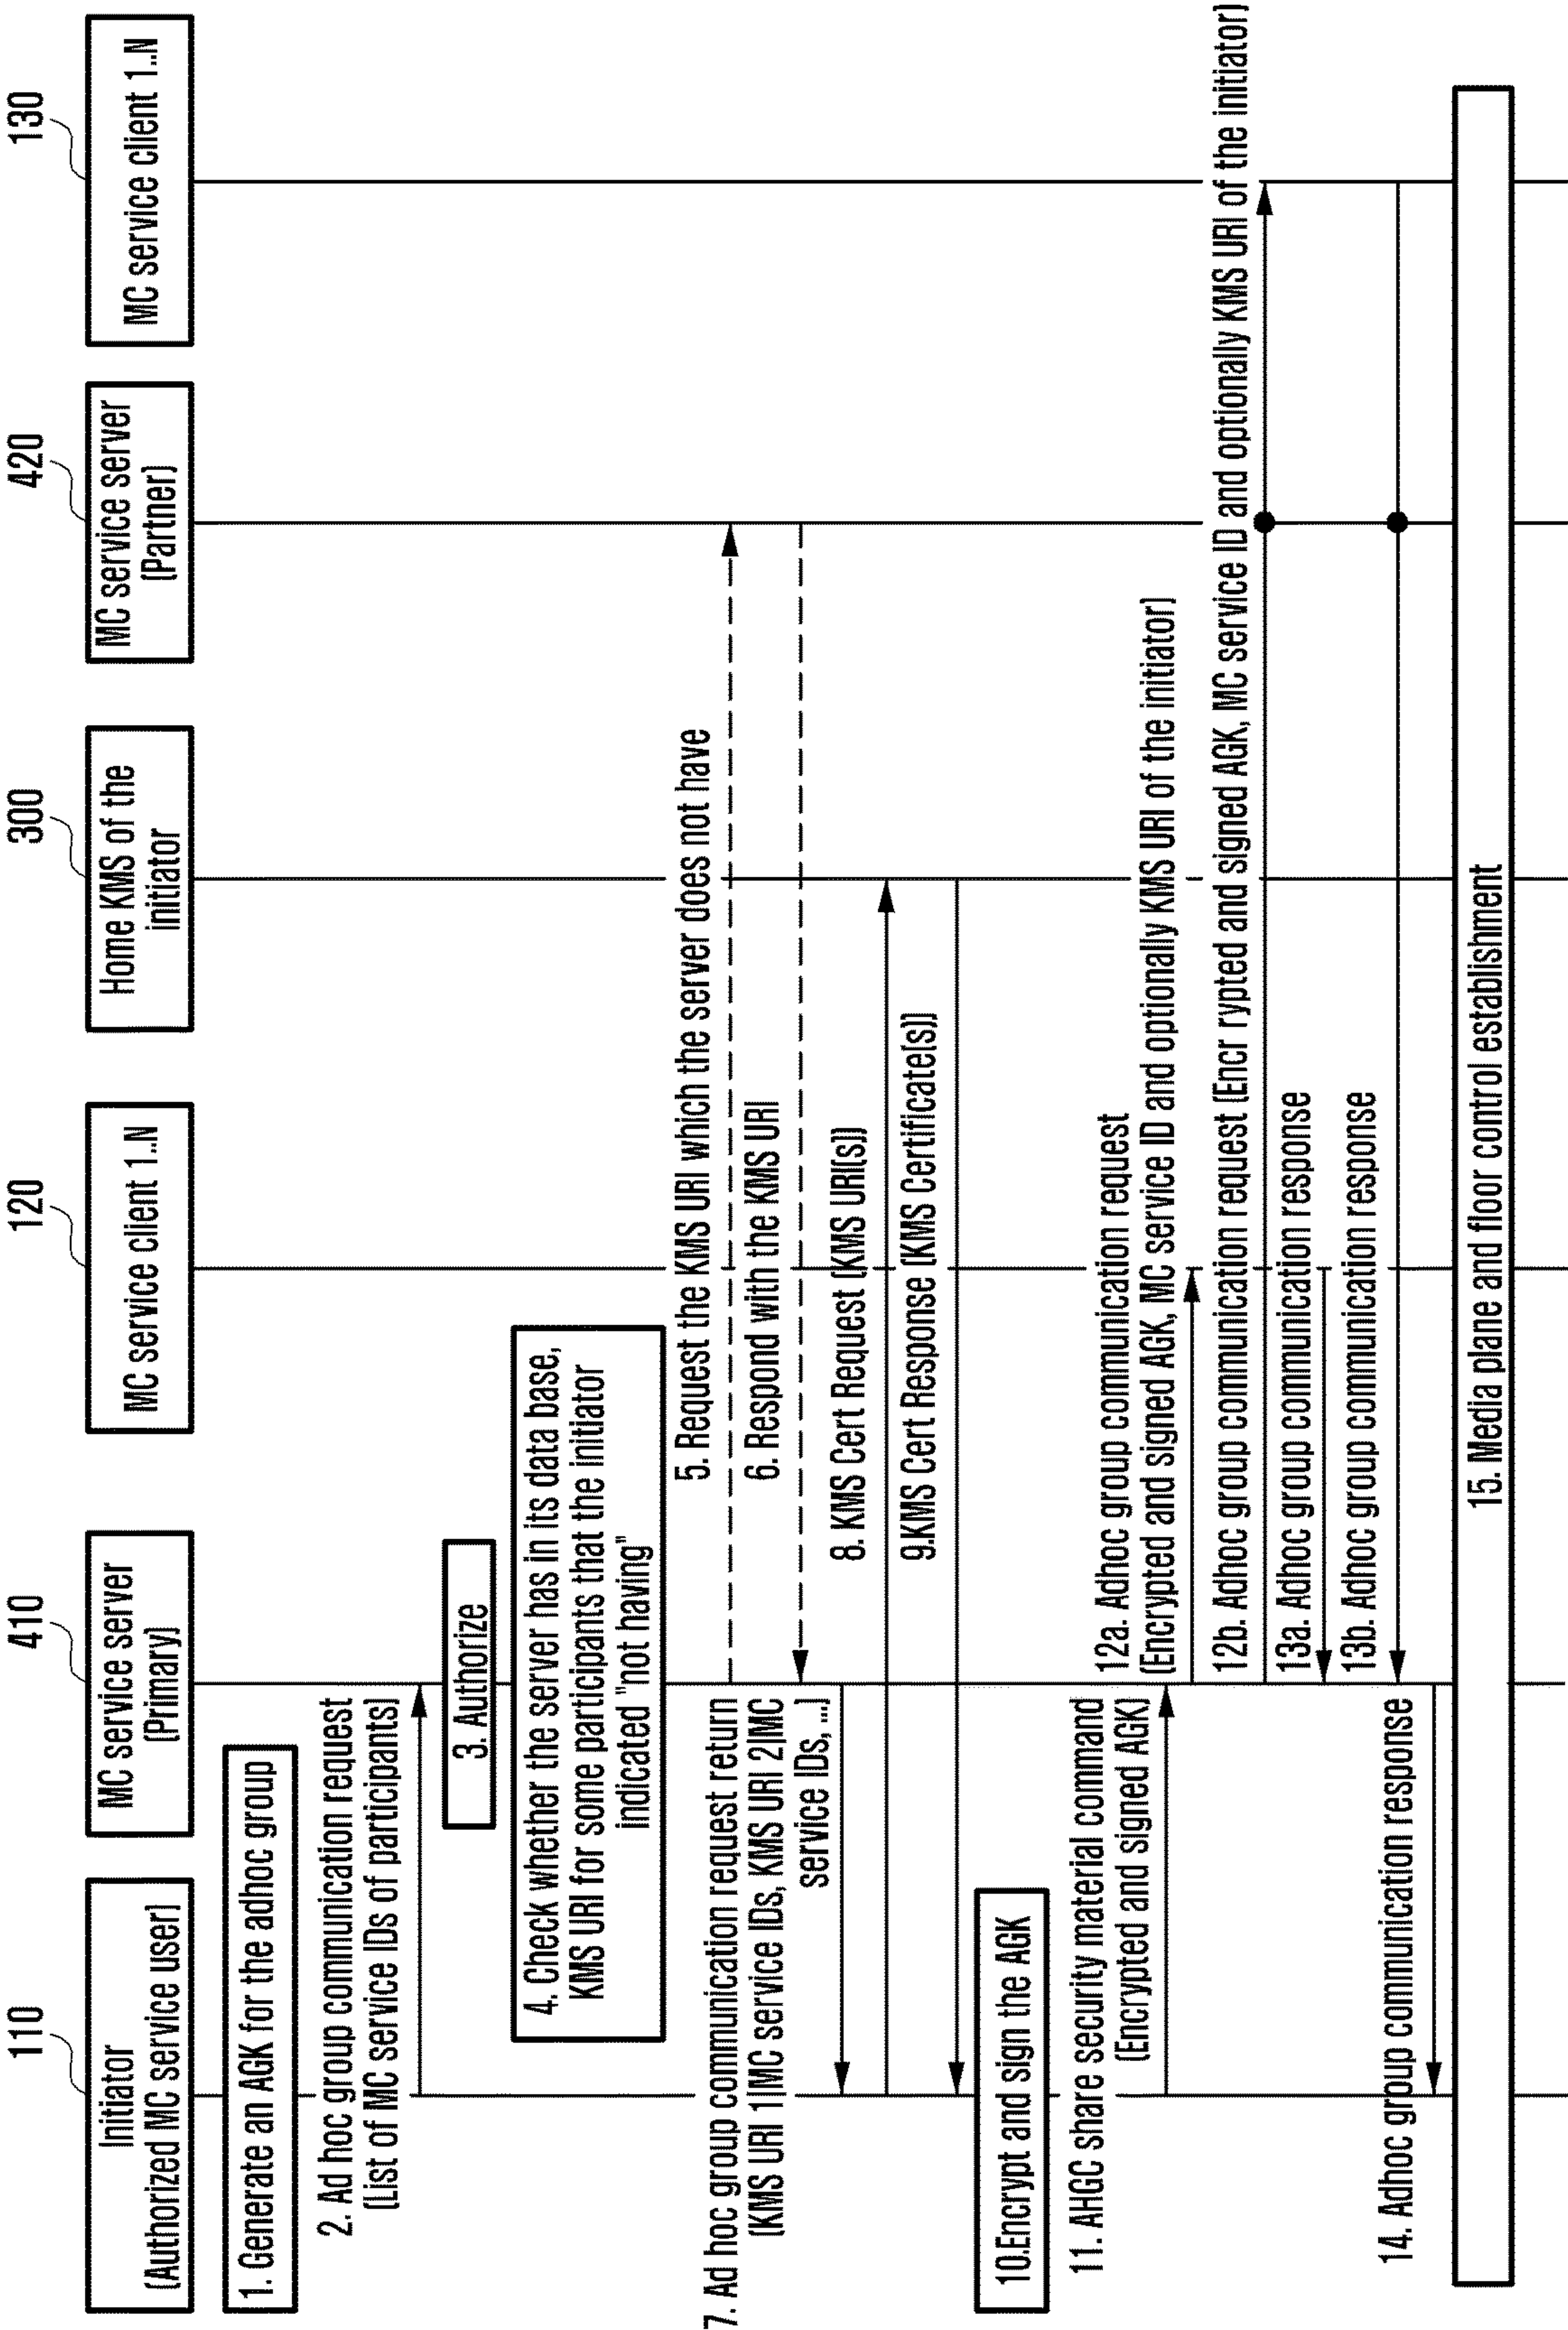 110
Initiator
(Authorized MC service user)
410
MC service server
(Primary)
120
MC service client 1..N
300
Home KMS of the
initiator
420
MC service server
(Partner)
130
MC service client 1..N
1. Generate an AGK for the adhoc group
2. Ad hoc group communication request
(List of MC service IDs of participants)
3. Authorize
4. Check whether the server has in its data base,
KMS URI for some participants that the initiator
indicated "not having"
5. Request the KMS URI which the server does not have
6. Respond with the KMS URI
7. Ad hoc group communication request return
(KMS URI 1|MC service IDs, KMS URI 2|MC
service IDs, ...)
8. KMS Cert Request (KMS URI(s))
9.KMS Cert Response (KMS Certificate(s))
10.Encrypt and sign the AGK
11. AHGC share security material command
(Encrypted and signed AGK)
12a. Adhoc group communication request
(Encrypted and signed AGK, MC service ID and optionally KMS URI of the initiator)
12b. Adhoc group communication request (Encr rypted and signed AGK, MC service ID and optionally KMS URI of the initiator)
13a. Adhoc group communication response
13b. Adhoc group communication response
14. Adhoc group communication response
15. Media plane and floor control establishment